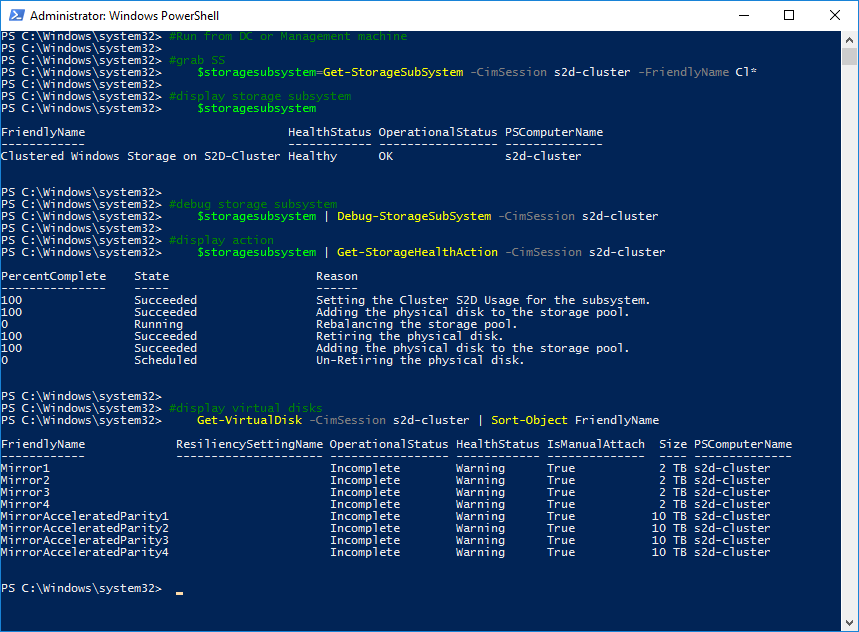 Administrator: Windows PowerShell
PS C:\Windows\system32> #Run from DC or Management machine
PS C:\Windows\system32>
PS C:\Windows\system32> #grab SS
PS C:\Windows\system32>     $storagesubsystem=Get-StorageSubSystem -CimSession s2d-cluster -FriendlyName Cl*
PS C:\Windows\system32>
PS C:\Windows\system32> #display storage subsystem
PS C:\Windows\system32>     $storagesubsystem
FriendlyName                             HealthStatus OperationalStatus PSComputerName
------------                             ------------ ----------------- --------------
Clustered Windows Storage on S2D-Cluster Healthy      OK                s2d-cluster
PS C:\Windows\system32>
PS C:\Windows\system32> #debug storage subsystem
PS C:\Windows\system32>     $storagesubsystem | Debug-StorageSubSystem -CimSession s2d-cluster
PS C:\Windows\system32>
PS C:\Windows\system32> #display action
PS C:\Windows\system32>     $storagesubsystem | Get-StorageHealthAction -CimSession s2d-cluster
PercentComplete    State                     Reason
---------------    -----                     ------
100                Succeeded                 Setting the Cluster S2D Usage for the subsystem.
100                Succeeded                 Adding the physical disk to the storage pool.
0                  Running                   Rebalancing the storage pool.
100                Succeeded                 Retiring the physical disk.
100                Succeeded                 Adding the physical disk to the storage pool.
0                  Scheduled                 Un-Retiring the physical disk.
PS C:\Windows\system32>
PS C:\Windows\system32> #display virtual disks
PS C:\Windows\system32>     Get-VirtualDisk -CimSession s2d-cluster | Sort-Object FriendlyName
FriendlyName             ResiliencySettingName OperationalStatus HealthStatus IsManualAttach  Size PSComputerName
------------             --------------------- ----------------- ------------ --------------  ---- --------------
Mirror1                                        Incomplete        Warning      True            2 TB s2d-cluster
Mirror2                                        Incomplete        Warning      True            2 TB s2d-cluster
Mirror3                                        Incomplete        Warning      True            2 TB s2d-cluster
Mirror4                                        Incomplete        Warning      True            2 TB s2d-cluster
MirrorAcceleratedParity1                       Incomplete        Warning      True           10 TB s2d-cluster
MirrorAcceleratedParity2                       Incomplete        Warning      True           10 TB s2d-cluster
MirrorAcceleratedParity3                       Incomplete        Warning      True           10 TB s2d-cluster
MirrorAcceleratedParity4                       Incomplete        Warning      True           10 TB s2d-cluster
PS C:\Windows\system32>